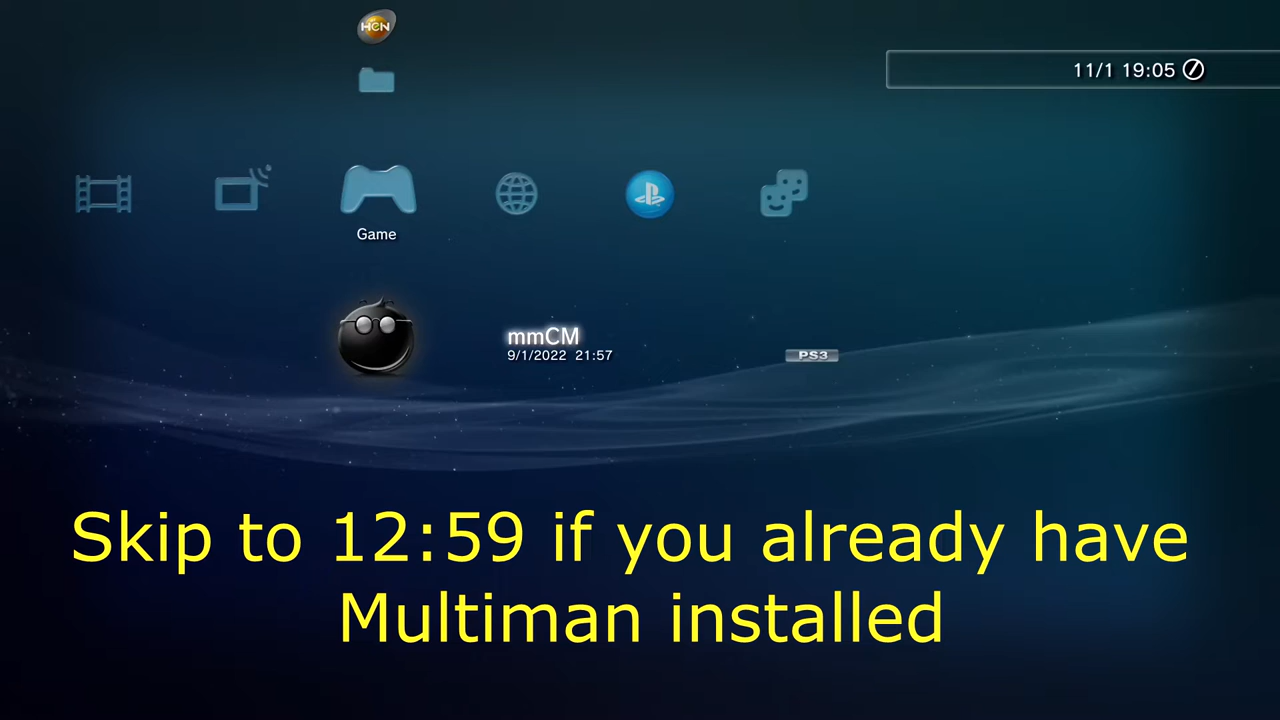 HEN
11/1 19:05
Game
mmCM
9/1/2022 21:57
PS3
Skip to 12:59 if you already have
Multiman installed